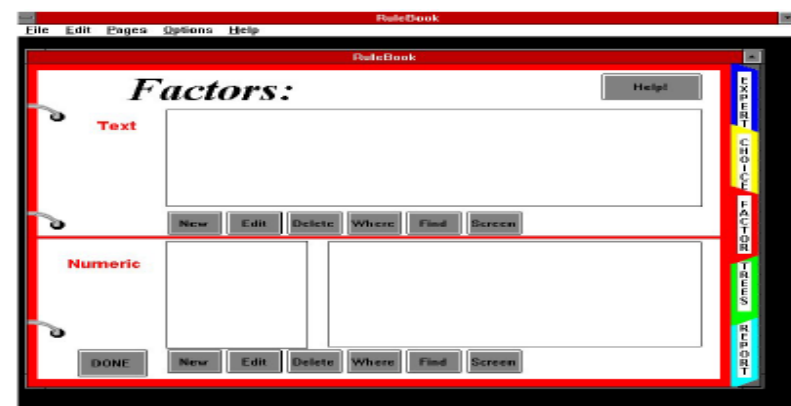 RuleBook
File Edit Pages Options Help
RuleBook
Factors:
Help!
Text
New Edit Delete Where Find Screen
Numeric
DONE
New Edit Delete Where Find Screen
EXPERT
CHOICE
FACTOR
TREES
REPORT